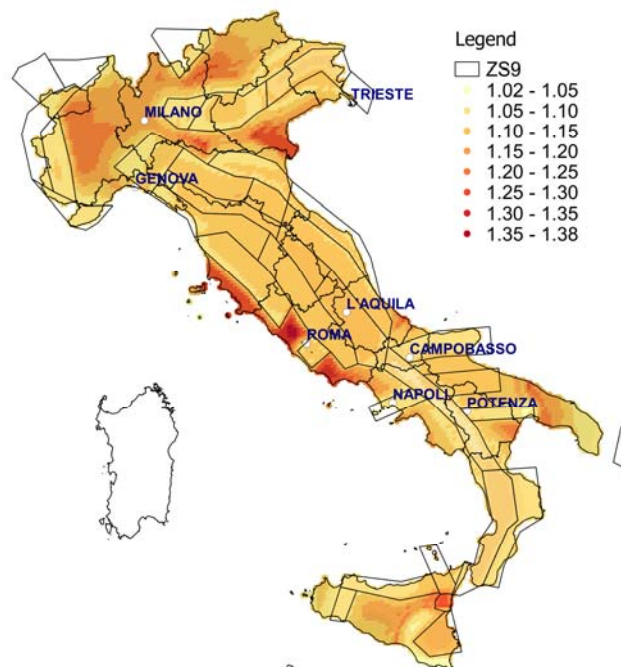 Legend
ZS9
1.02 - 1.05
1.05 - 1.10
1.10 - 1.15
1.15 - 1.20
1.20 - 1.25
1.25 - 1.30
1.30 - 1.35
1.35 - 1.38
TRIESTE
MILANO
GENOVA
L'AQUILA
ROMA
CAMPOBASSO
NAPOLI
POTENZA